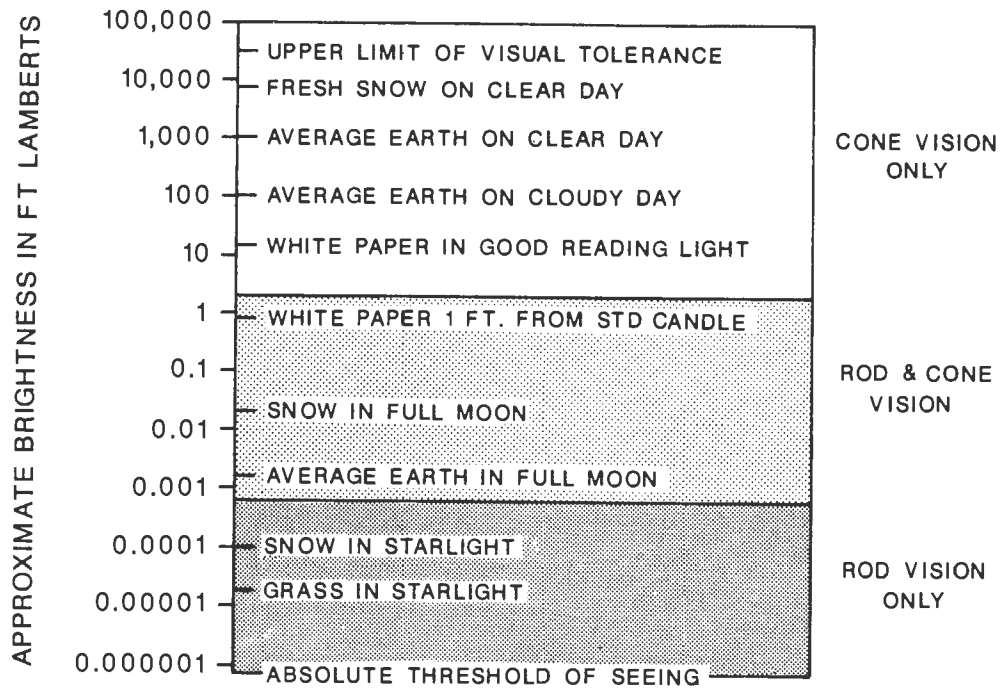 APPROXIMATE BRIGHTNESS IN FT LAMBERTS
100,000
UPPER LIMIT OF VISUAL TOLERANCE
10,000
FRESH SNOW ON CLEAR DAY
1,000
AVERAGE EARTH ON CLEAR DAY
100
AVERAGE EARTH ON CLOUDY DAY
10
WHITE PAPER IN GOOD READING LIGHT
CONE VISION
ONLY
1
WHITE PAPER 1 FT. FROM STD CANDLE
0.1
SNOW IN FULL MOON
0.01
AVERAGE EARTH IN FULL MOON
0.001
ROD & CONE
VISION
0.0001
SNOW IN STARLIGHT
GRASS IN STARLIGHT
0.00001
0.000001
ABSOLUTE THRESHOLD OF SEEING
ROD VISION
ONLY